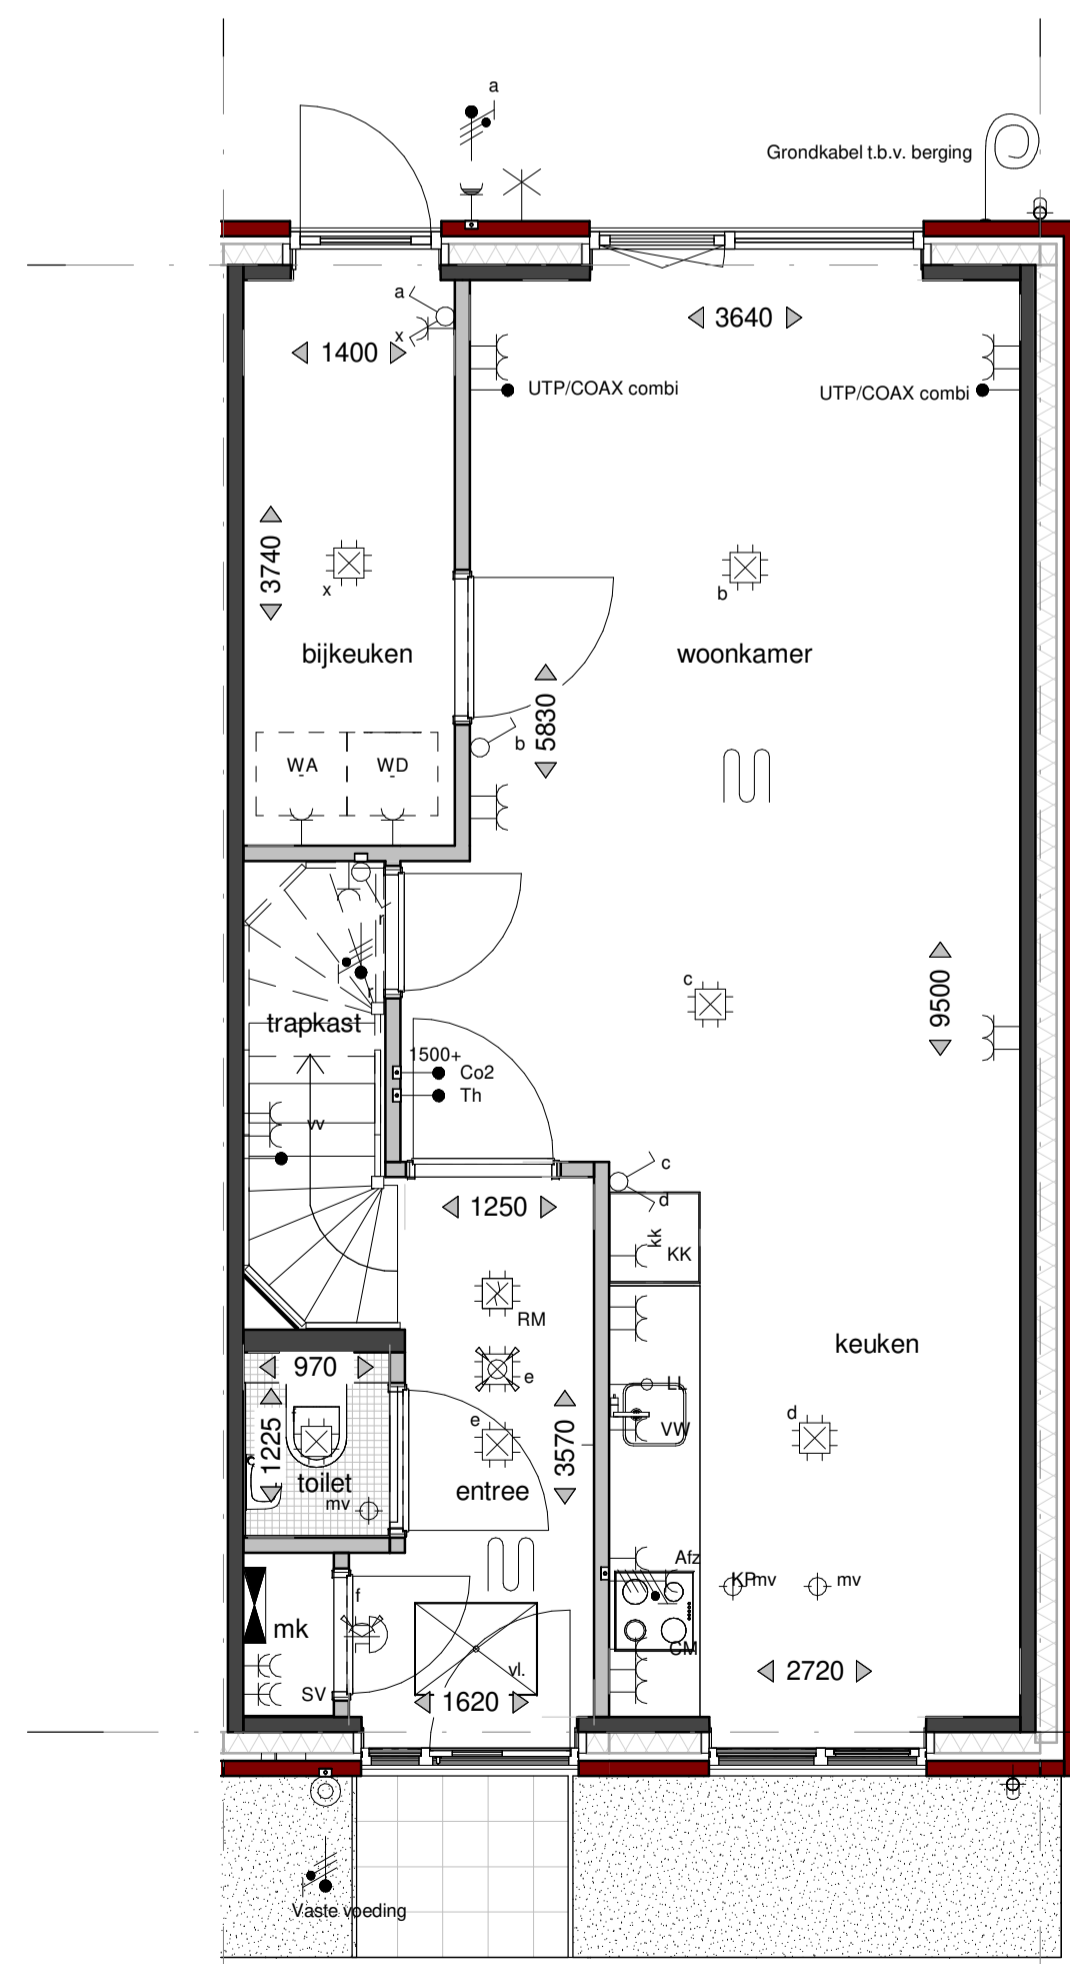 a
Grondkabel t.b.v. berging
a
x
1400
3640
UTP/COAX combi
UTP/COAX combi
3740
x
b
bijkeuken
woonkamer
5830
b
WA
WD
r
r
c
9500
trapkast
1500+
Co2
Th
vv
c
d
1250
kk
KK
RM
keuken
970
e
LL
e
d
1225
3570
VW
toilet
entree
mv
Afz
KP
mv
mv
f
mk
CM
vl.
2720
SV
1620
Vaste voeding